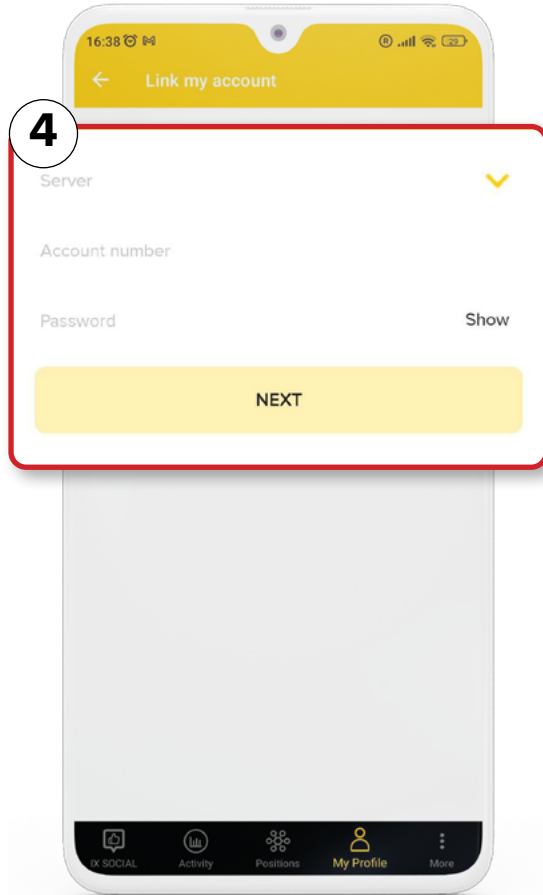 16:38
29
Link my account
4
Server
Account number
Password Show
NEXT
IX SOCIAL Activity Positions My Profile More